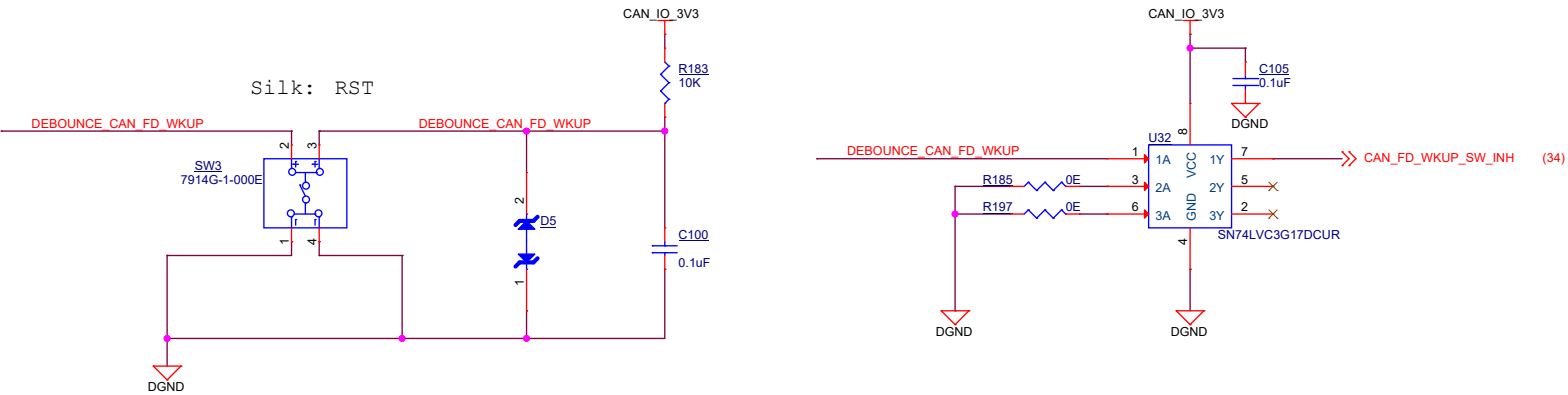 CAN_IO_3V3
R183
10K
Silk: RST
DEBOUNCE_CAN_FD_WKUP
DEBOUNCE_CAN_FD_WKUP
2
3
SW3
7914G-1-000E
1
4
2
D5
1
C100
0.1uF
DGND
CAN_IO_3V3
C105
0.1uF
DGND
8
U32
DEBOUNCE_CAN_FD_WKUP
1
1A
VCC
1Y
7
CAN_FD_WKUP_SW_INH (34)
R185
0E
3
2A
2Y
5
R197
0E
6
3A
GND
3Y
2
SN74LVC3G17DCUR
4
DGND
DGND